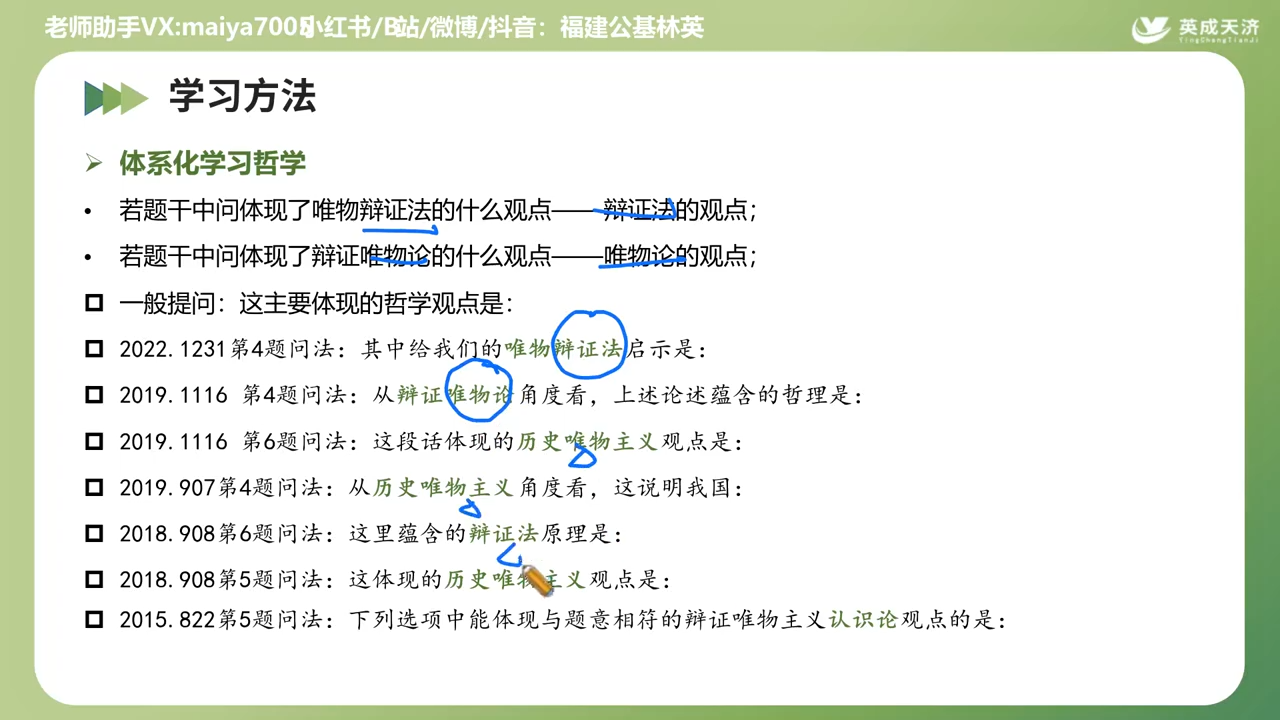 老师助手VX:maiya7005小红书/B站/微博/抖音：福建公基林英
英成天济
YingChengTianJi
学习方法
体系化学习哲学
若题干中问体现了唯物辩证法的什么观点——辩证法的观点；
若题干中问体现了辩证唯物论的什么观点——唯物论的观点；
一般提问：这主要体现的哲学观点是：
2022.1231第4题问法：其中给我们的唯物辩证法启示是：
2019.1116 第4题问法：从辩证唯物论角度看，上述论述蕴含的哲理是：
2019.1116 第6题问法：这段话体现的历史唯物主义观点是：
2019.907第4题问法：从历史唯物主义角度看，这说明我国：
2018.908第6题问法：这里蕴含的辩证法原理是：
2018.908第5题问法：这体现的历史唯物主义观点是：
2015.822第5题问法：下列选项中能体现与题意相符的辩证唯物主义认识论观点的是：